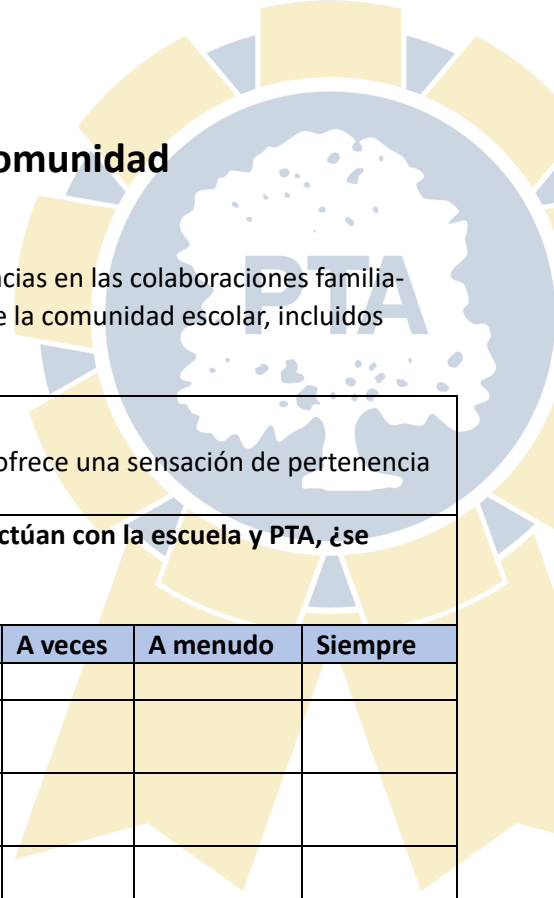 omunidad
cias en las colaboraciones familia-
e la comunidad escolar, incluidos
PTA
ofrece una sensación de pertenencia
ctúan con la escuela y PTA, ¿se
A veces A menudo Siempre